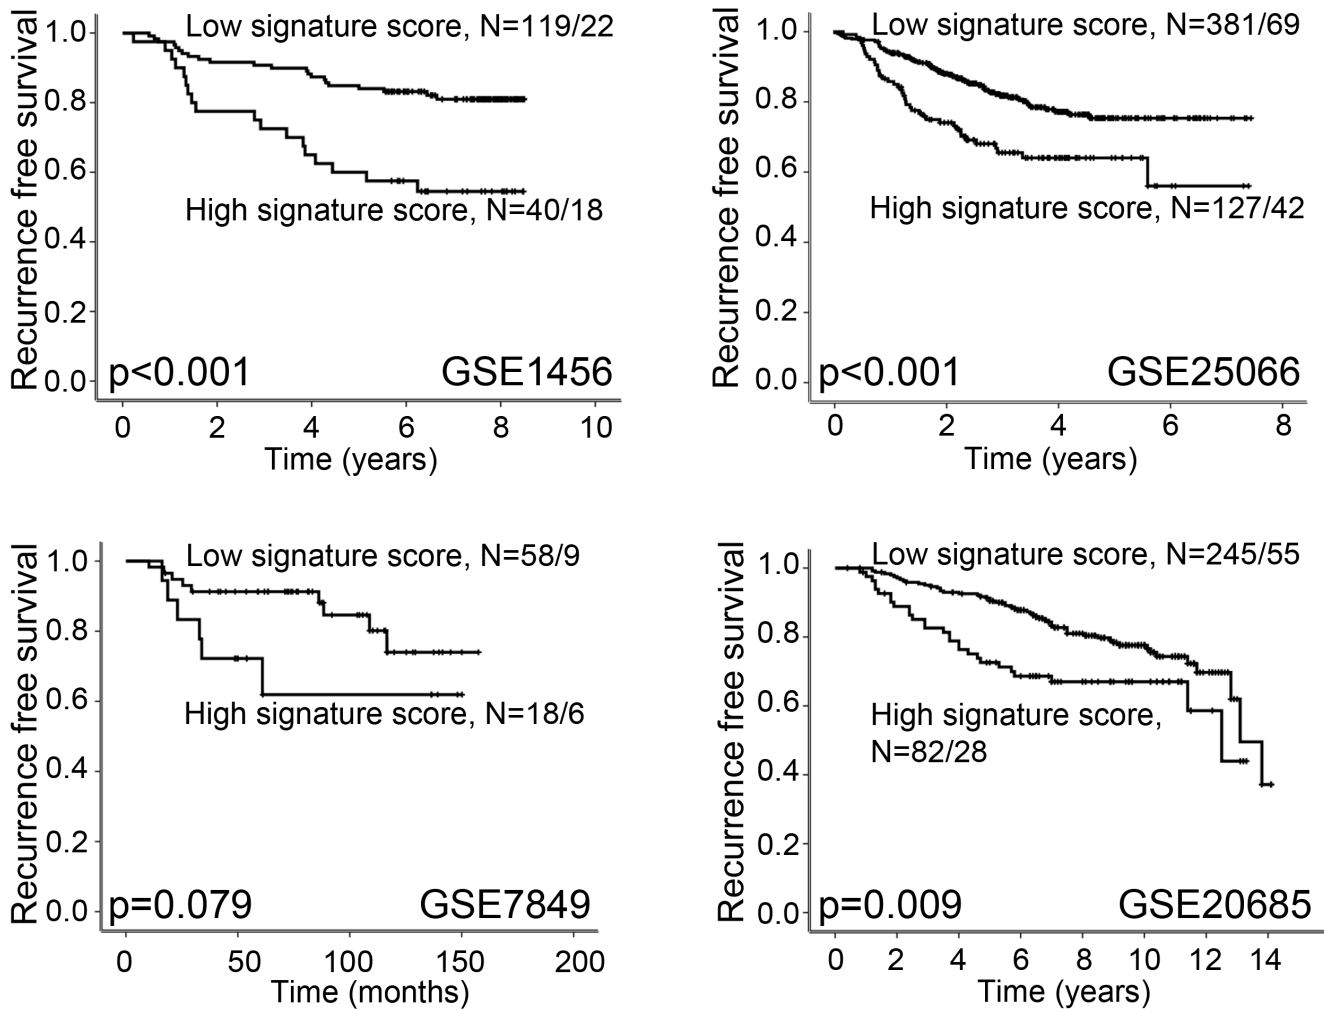 Recurrence free survival
1.0
0.8
0.6
0.4
0.2
0.0
Low signature score, N=119/22
High signature score, N=40/18
p<0.001
GSE1456
0 2 4 6 8 10
Time (years)
Recurrence free survival
1.0
0.8
0.6
0.4
0.2
0.0
Low signature score, N=381/69
High signature score, N=127/42
p<0.001
GSE25066
0 2 4 6 8
Time (years)
Recurrence free survival
1.0
0.8
0.6
0.4
0.2
0.0
Low signature score, N=58/9
High signature score, N=18/6
p=0.079
GSE7849
0 50 100 150 200
Time (months)
Recurrence free survival
1.0
0.8
0.6
0.4
0.2
0.0
Low signature score, N=245/55
High signature score,
N=82/28
p=0.009
GSE20685
0 2 4 6 8 10 12 14
Time (years)